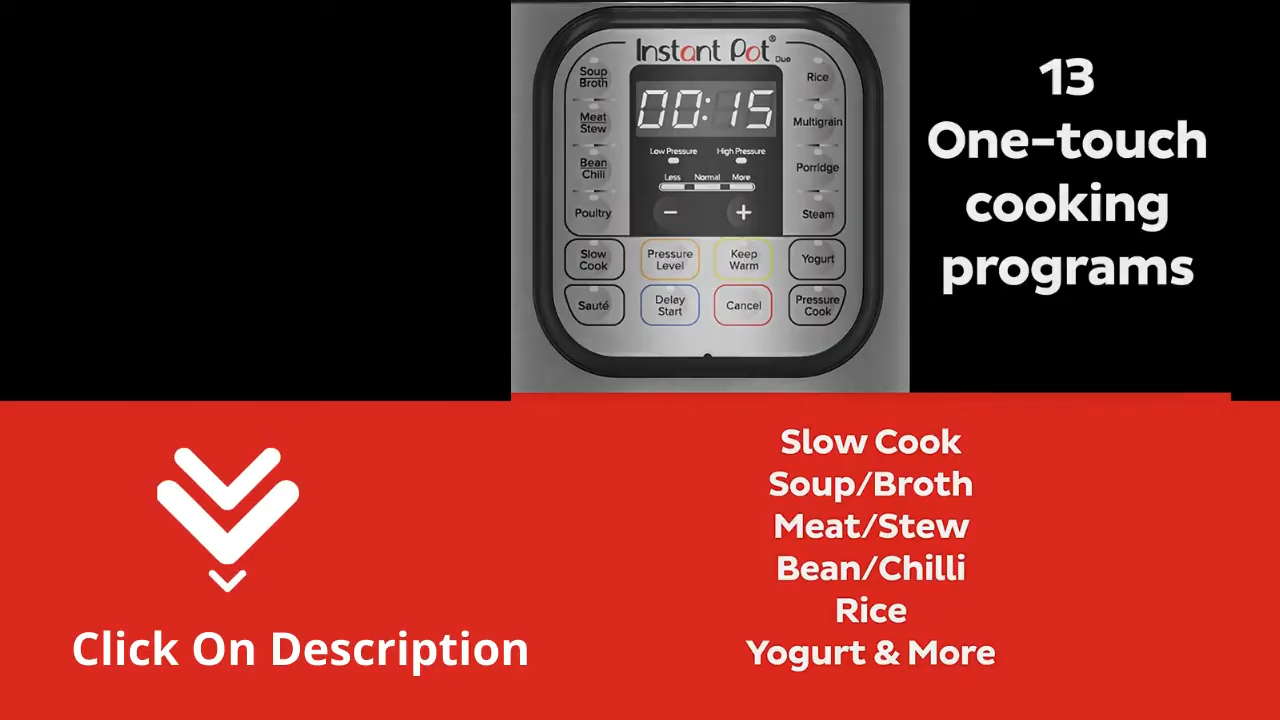 Instant Pot® Duo
Soup
Broth
Meat
Stew
Bean
Chili
Poultry
00:15
Low Pressure High Pressure
Less Normal More
− +
Rice
Multigrain
Porridge
Steam
Slow
Cook
Pressure
Level
Keep
Warm
Yogurt
Sauté
Delay
Start
Cancel
Pressure
Cook
13
One-touch
cooking
programs
Click On Description
Slow Cook
Soup/Broth
Meat/Stew
Bean/Chilli
Rice
Yogurt & More